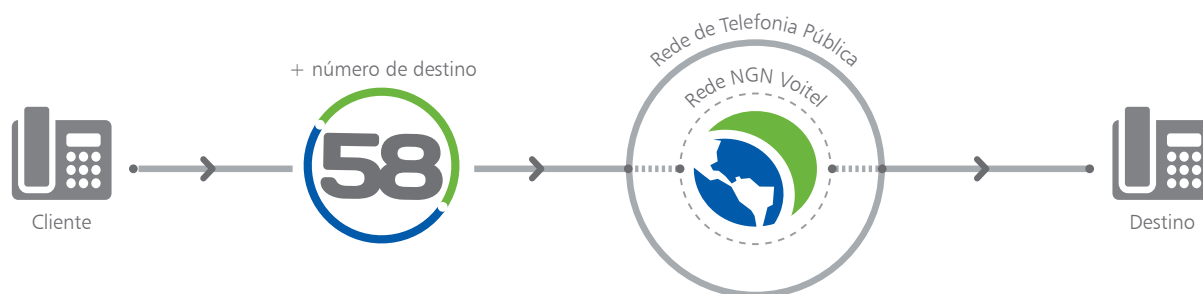 + número de destino
58
Cliente
Rede de Telefonia Pública
Rede NGN Voitel
Destino